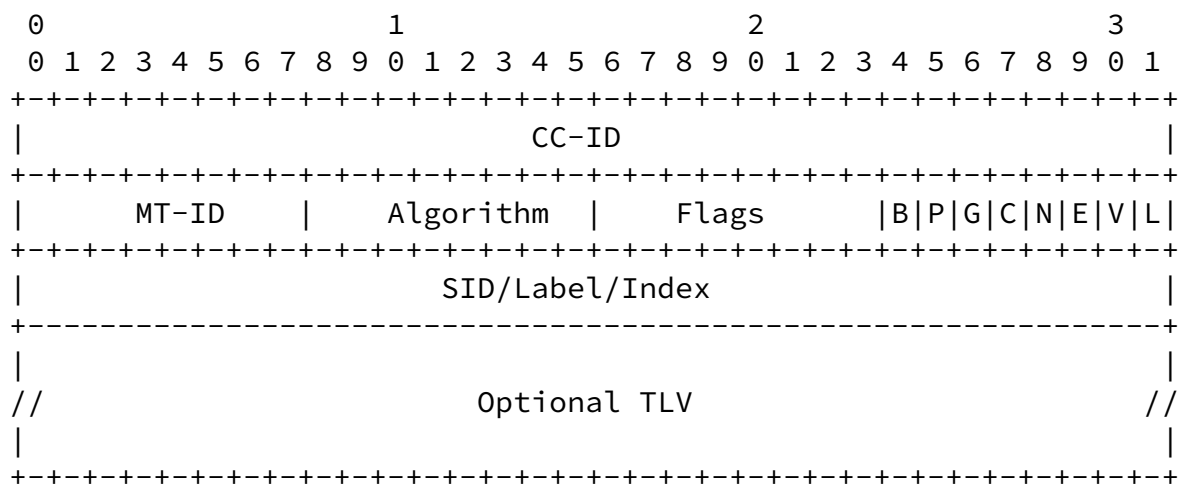 0                   1                   2                   3
 0 1 2 3 4 5 6 7 8 9 0 1 2 3 4 5 6 7 8 9 0 1 2 3 4 5 6 7 8 9 0 1
+-+-+-+-+-+-+-+-+-+-+-+-+-+-+-+-+-+-+-+-+-+-+-+-+-+-+-+-+-+-+-+-+
|                            CC-ID                              |
+-+-+-+-+-+-+-+-+-+-+-+-+-+-+-+-+-+-+-+-+-+-+-+-+-+-+-+-+-+-+-+-+
|      MT-ID    |    Algorithm  |    Flags      |B|P|G|C|N|E|V|L|
+-+-+-+-+-+-+-+-+-+-+-+-+-+-+-+-+-+-+-+-+-+-+-+-+-+-+-+-+-+-+-+-+
|                       SID/Label/Index                         |
+---------------------------------------------------------------+
|                                                               |
//                        Optional TLV                         //
|                                                               |
+-+-+-+-+-+-+-+-+-+-+-+-+-+-+-+-+-+-+-+-+-+-+-+-+-+-+-+-+-+-+-+-+